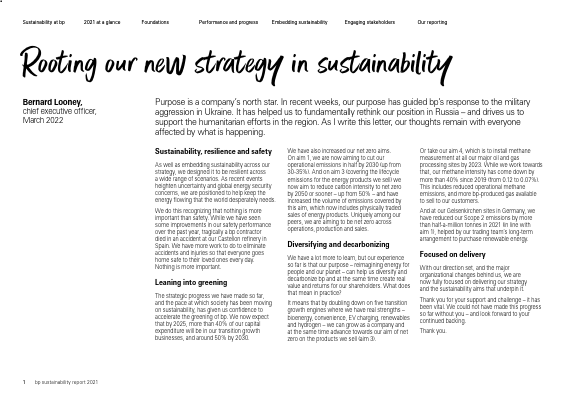 Sustainability at bp
2021 at a glance
Foundations
Performance and progress
Embedding sustainability
Engaging stakeholders
Our reporting
Rooting our new strategy in sustainability
Bernard Looney,
chief executive officer,
March 2022
Purpose is a company's north star. In recent weeks, our purpose has guided bp's response to the military
aggression in Ukraine. It has helped us to fundamentally rethink our position in Russia – and drives us to
support the humanitarian efforts in the region. As I write this letter, our thoughts remain with everyone
affected by what is happening.
Sustainability, resilience and safety
As well as embedding sustainability across our
strategy, we designed it to be resilient across
a wide range of scenarios. As recent events
heighten uncertainty and global energy security
concerns, we are positioned to help keep the
energy flowing that the world desperately needs.
We do this recognizing that nothing is more
important than safety. While we have seen
some improvements in our safety performance
over the past year, tragically a bp contractor
died in an accident at our Castellon refinery in
Spain. We have more work to do to eliminate
accidents and injuries so that everyone goes
home safe to their loved ones every day.
Nothing is more important.
Leaning into greening
The strategic progress we have made so far,
and the pace at which society has been moving
on sustainability, has given us confidence to
accelerate the greening of bp. We now expect
that by 2025, more than 40% of our capital
expenditure will be in our transition growth
businesses, and around 50% by 2030.
We have also increased our net zero aims.
On aim 1, we are now aiming to cut our
operational emissions in half by 2030 (up from
30-35%). And on aim 3 (covering the lifecycle
emissions for the energy products we sell) we
now aim to reduce carbon intensity to net zero
by 2050 or sooner – up from 50% – and have
increased the volume of emissions covered by
this aim, which now includes physically traded
sales of energy products. Uniquely among our
peers, we are aiming to be net zero across
operations, production and sales.
Diversifying and decarbonizing
We have a lot more to learn, but our experience
so far is that our purpose – reimagining energy for
people and our planet – can help us diversify and
decarbonize bp and at the same time create real
value and returns for our shareholders. What does
that mean in practice?
It means that by doubling down on five transition
growth engines where we have real strengths –
bioenergy, convenience, EV charging, renewables
and hydrogen – we can grow as a company and
at the same time advance towards our aim of net
zero on the products we sell (aim 3).
Or take our aim 4, which is to install methane
measurement at all our major oil and gas
processing sites by 2023. While we work towards
that, our methane intensity has come down by
more than 40% since 2019 (from 0.12 to 0.07%).
This includes reduced operational methane
emissions, and more bp-produced gas available
to sell to our customers.
And at our Gelsenkirchen sites in Germany, we
have reduced our Scope 2 emissions by more
than half-a-million tonnes in 2021. In line with
aim 1, helped by our trading team's long-term
arrangement to purchase renewable energy.
Focused on delivery
With our direction set, and the major
organizational changes behind us, we are
now fully focused on delivering our strategy
and the sustainability aims that underpin it.
Thank you for your support and challenge – it has
been vital. We could not have made this progress
so far without you – and look forward to your
continued backing.
Thank you.
1 bp sustainability report 2021